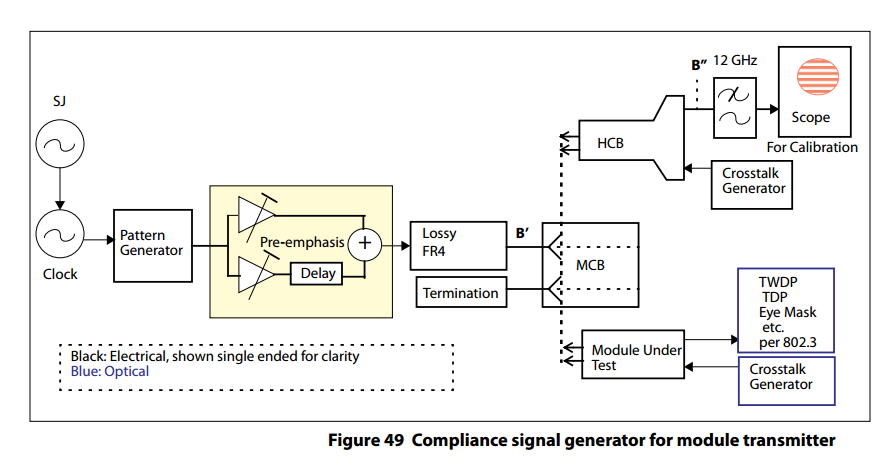 SJ
Clock
Pattern
Generator
Pre-emphasis
+
Delay
Lossy
FR4
B′
Termination
MCB
HCB
B″
12 GHz
Scope
For Calibration
Crosstalk
Generator
Module Under
Test
TWDP
TDP
Eye Mask
etc.
per 802.3
Crosstalk
Generator
Black: Electrical, shown single ended for clarity
Blue: Optical
Figure 49 Compliance signal generator for module transmitter